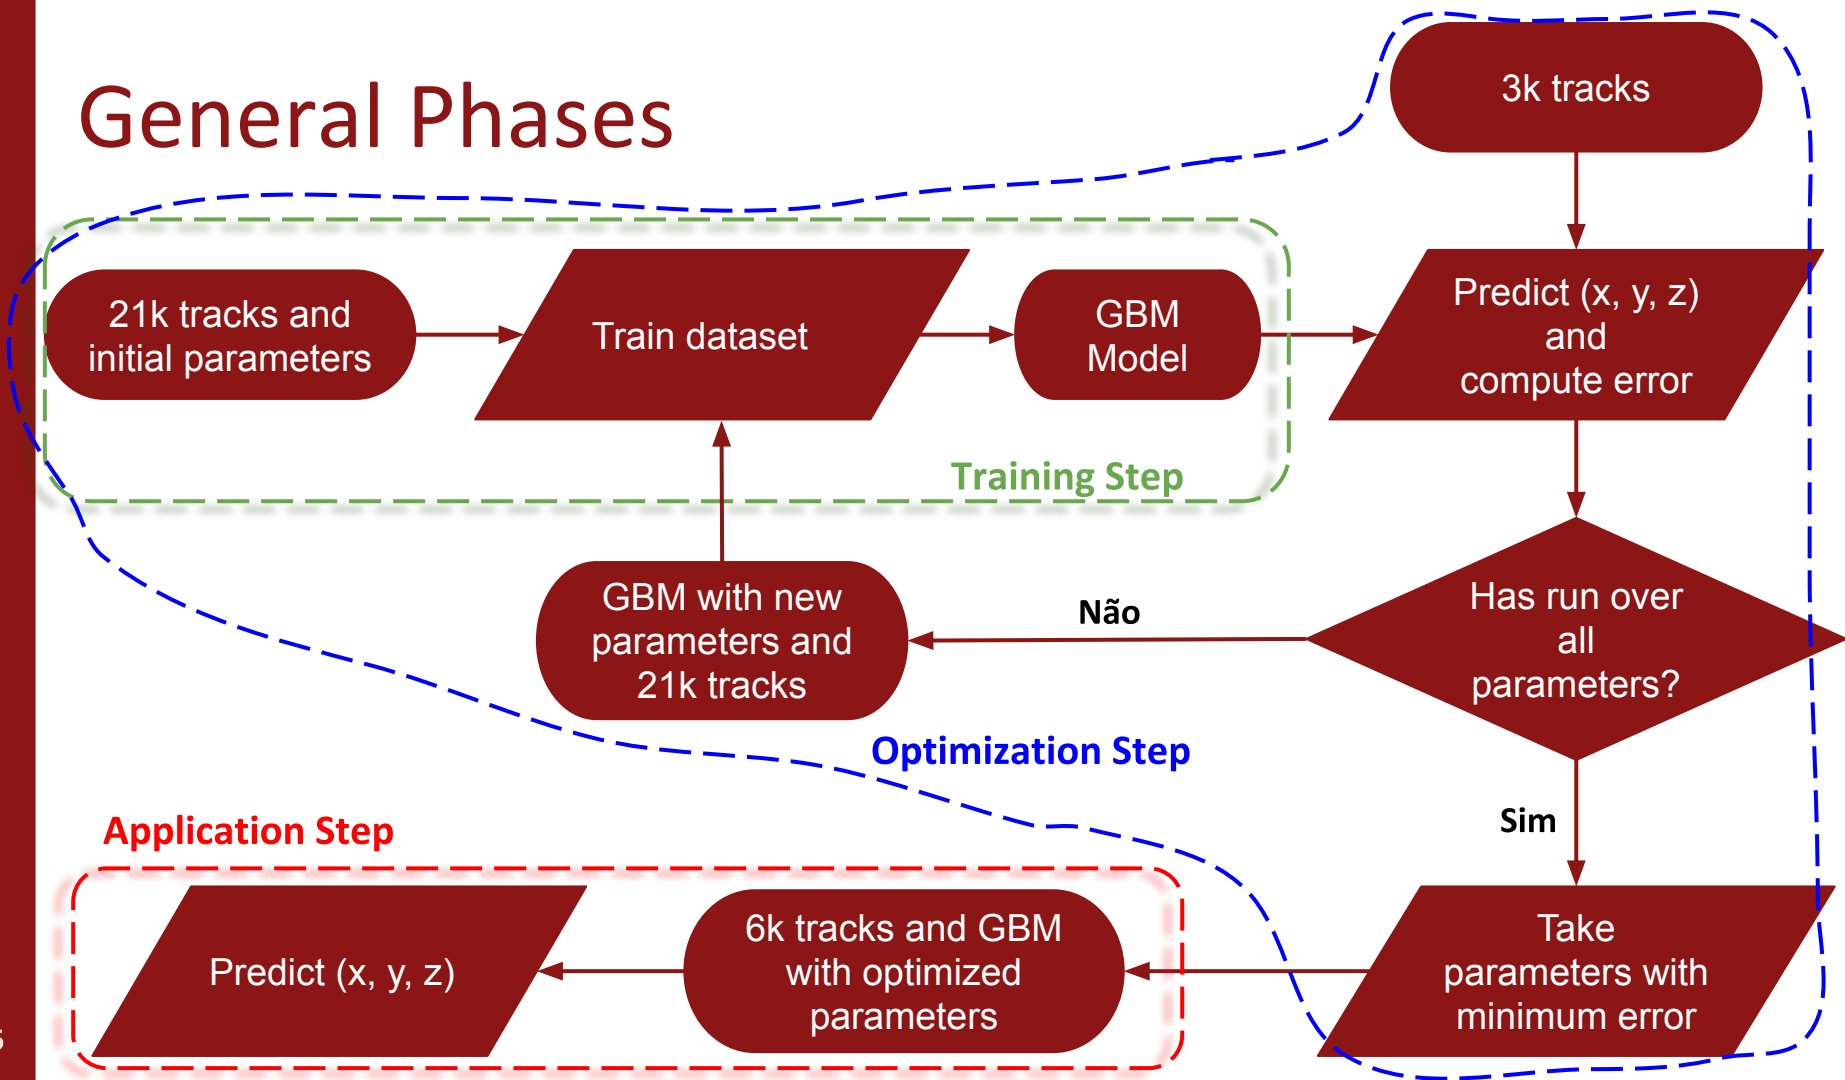 General Phases
3k tracks
21k tracks and
initial parameters
Train dataset
GBM
Model
Predict (x, y, z)
and
compute error
Training Step
GBM with new
parameters and
21k tracks
Não
Has run over
all
parameters?
Optimization Step
Sim
Application Step
Predict (x, y, z)
6k tracks and GBM
with optimized
parameters
Take
parameters with
minimum error